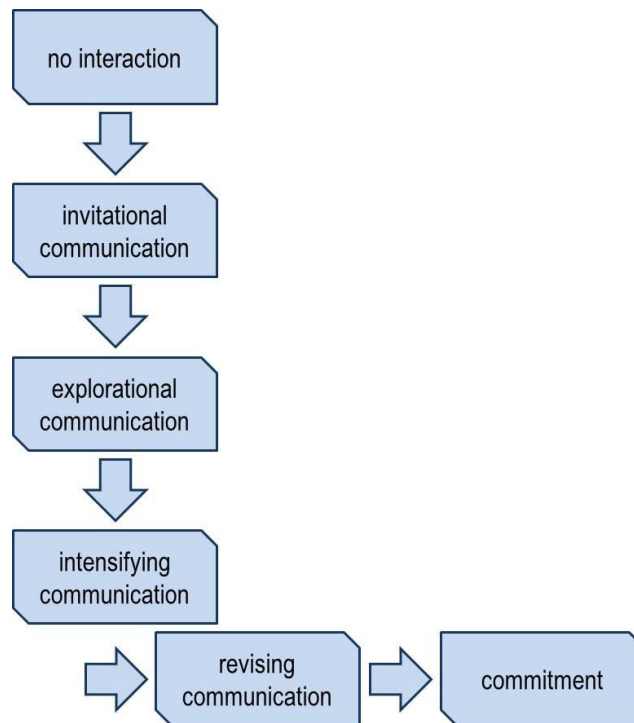 no interaction
invitational
communication
explorational
communication
intensifying
communication
revising
communication
commitment